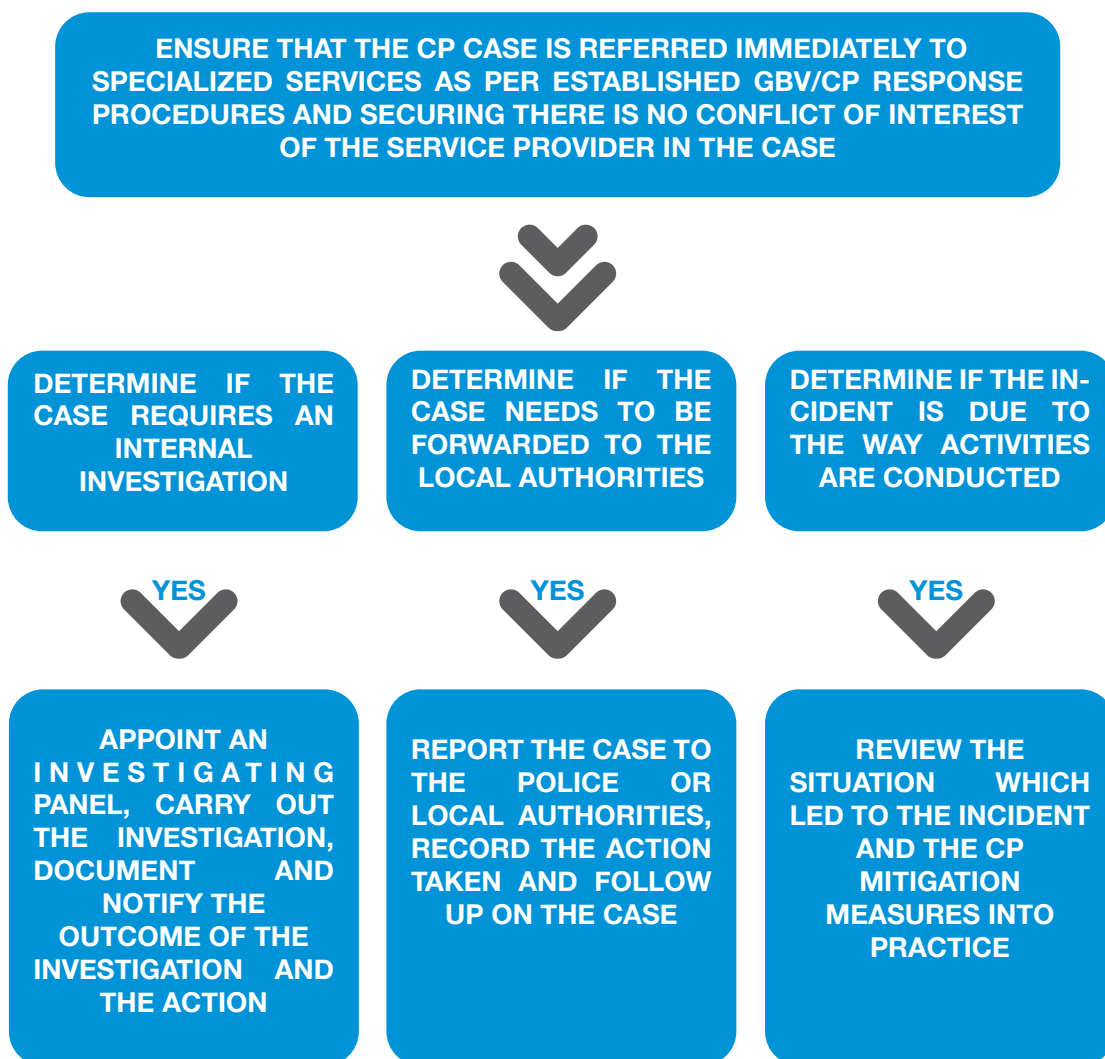 ENSURE THAT THE CP CASE IS REFERRED IMMEDIATELY TO
SPECIALIZED SERVICES AS PER ESTABLISHED GBV/CP RESPONSE
PROCEDURES AND SECURING THERE IS NO CONFLICT OF INTEREST
OF THE SERVICE PROVIDER IN THE CASE
DETERMINE IF THE
CASE REQUIRES AN
INTERNAL
INVESTIGATION
DETERMINE IF THE
CASE NEEDS TO BE
FORWARDED TO THE
LOCAL AUTHORITIES
DETERMINE IF THE IN-
CIDENT IS DUE TO
THE WAY ACTIVITIES
ARE CONDUCTED
YES
YES
YES
APPOINT AN
INVESTIGATING
PANEL, CARRY OUT
THE INVESTIGATION,
DOCUMENT AND
NOTIFY THE
OUTCOME OF THE
INVESTIGATION AND
THE ACTION
REPORT THE CASE TO
THE POLICE OR
LOCAL AUTHORITIES,
RECORD THE ACTION
TAKEN AND FOLLOW
UP ON THE CASE
REVIEW THE
SITUATION WHICH
LED TO THE INCIDENT
AND THE CP
MITIGATION
MEASURES INTO
PRACTICE